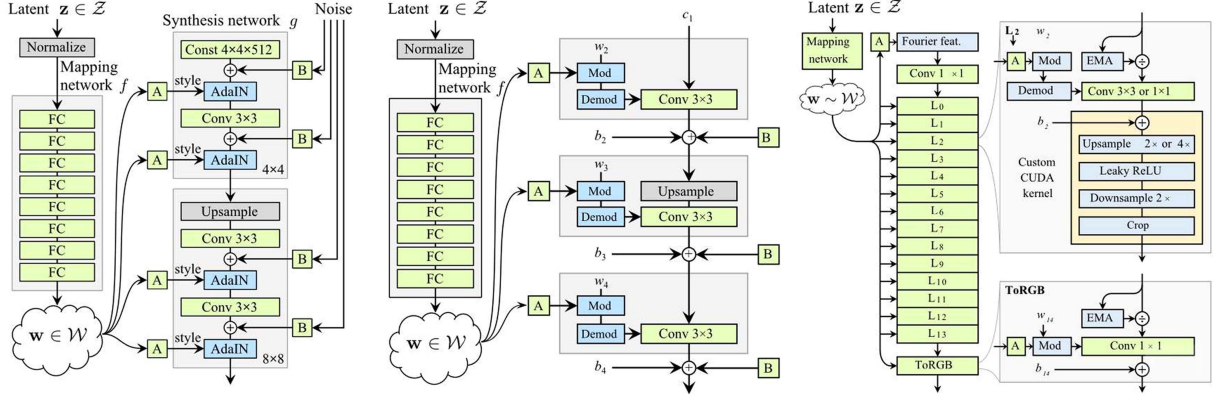 Latent z ∈ Z
Normalize
Mapping
network f
FC
FC
FC
FC
FC
FC
FC
FC
w ∈ W
Synthesis network g
Noise
Const 4×4×512
B
A
style
AdaIN
Conv 3×3
B
A
style
AdaIN
4×4
Upsample
Conv 3×3
B
A
style
AdaIN
Conv 3×3
B
A
style
AdaIN
8×8
Latent z ∈ Z
Normalize
Mapping
network f
FC
FC
FC
FC
FC
FC
FC
FC
w ∈ W
c1
w2
A
Mod
Demod
Conv 3×3
b2
B
w3
A
Mod
Upsample
Demod
Conv 3×3
b3
B
w4
A
Mod
Demod
Conv 3×3
b4
B
Latent z ∈ Z
Mapping
network
w ∼ W
A
Fourier feat.
Conv 1 ×1
L0
L1
L2
L3
L4
L5
L6
L7
L8
L9
L10
L11
L12
L13
ToRGB
L2
w2
A
Mod
EMA
÷
Demod
Conv 3×3 or 1×1
b2
Custom
CUDA
kernel
Upsample 2× or 4×
Leaky ReLU
Downsample 2×
Crop
ToRGB
w14
EMA
÷
A
Mod
Conv 1×1
b14